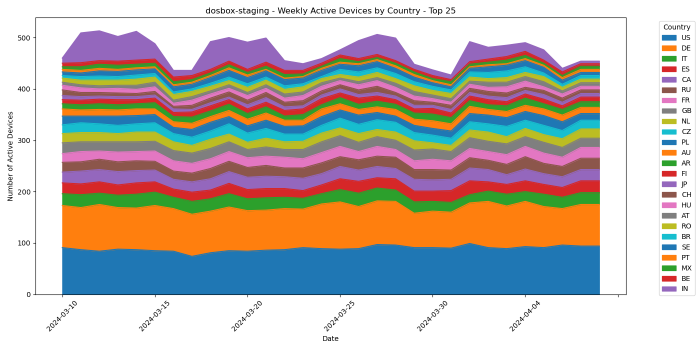 dosbox-staging - Weekly Active Devices by Country - Top 25
Country
US
DE
IT
ES
CA
RU
FR
GB
NL
CZ
PL
AU
AR
FI
JP
CH
HU
AT
RO
BR
SE
PT
MX
BE
IN
Number of Active Devices
500
400
300
200
100
0
2024-03-10
2024-03-15
2024-03-20
2024-03-25
2024-03-30
2024-04-04
Date